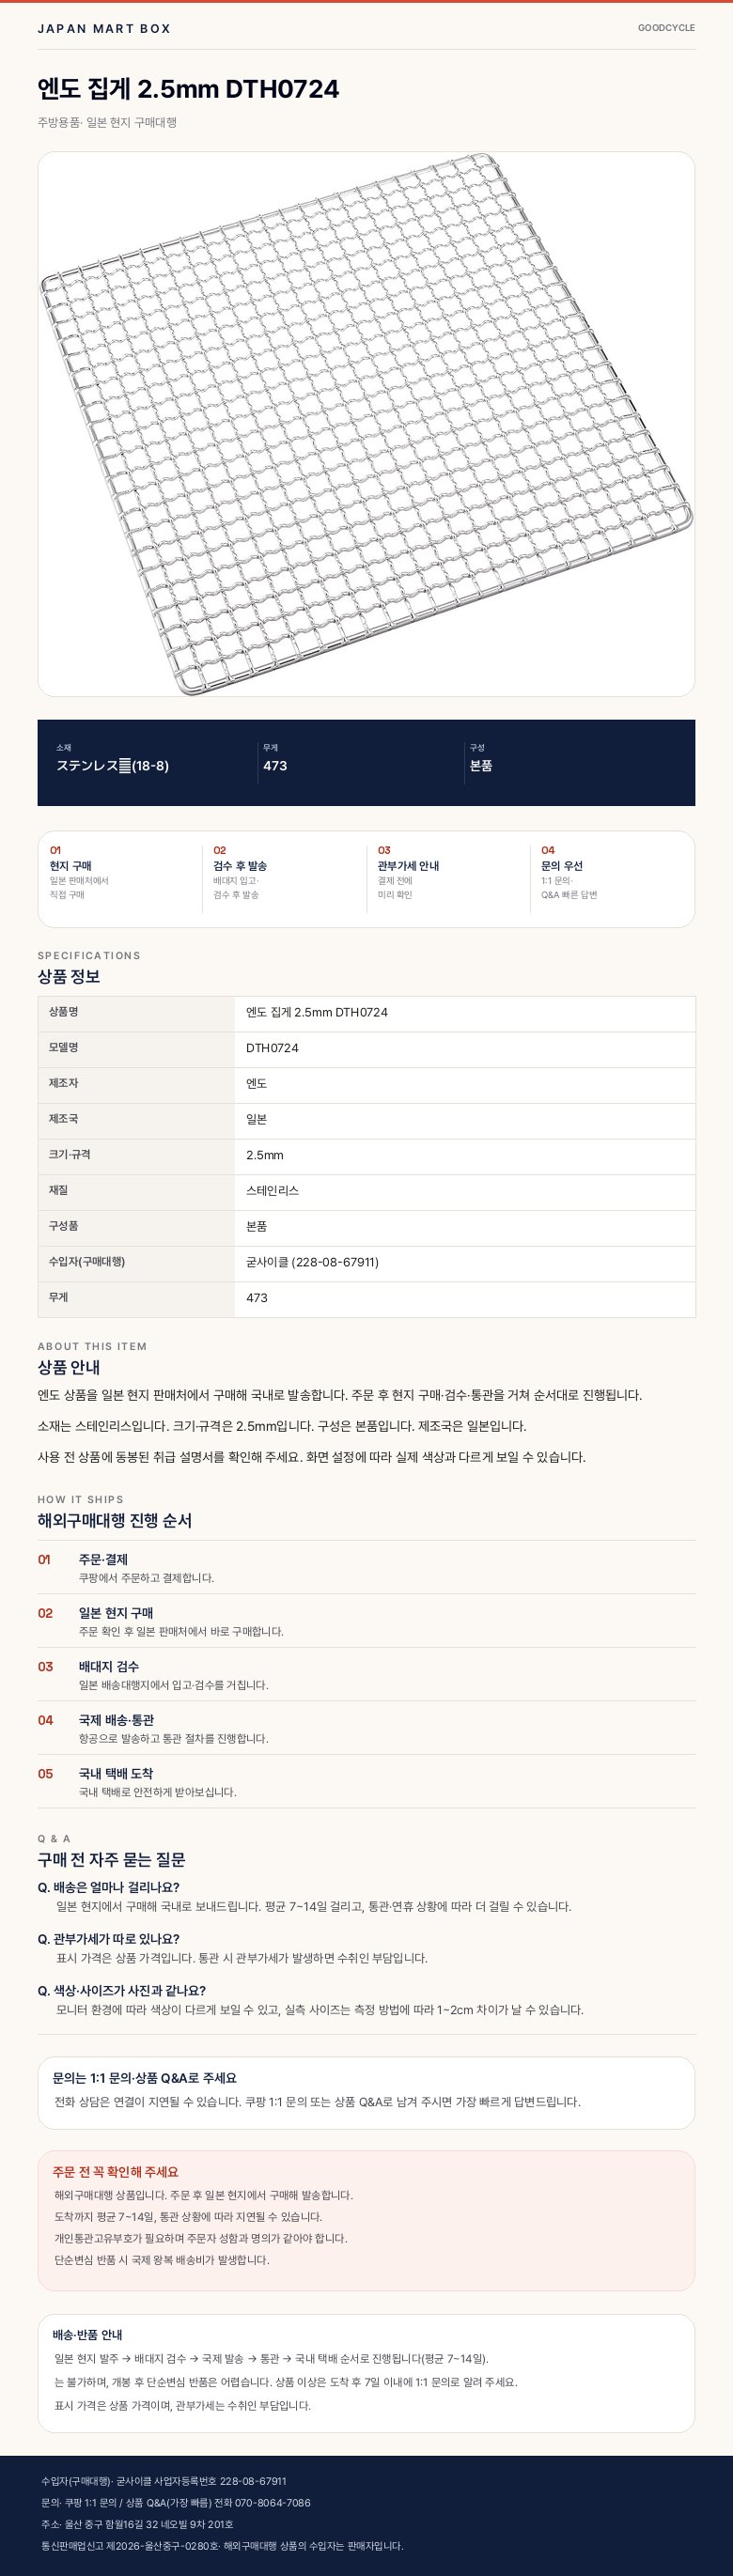 JAPAN MART BOX
GOODCYCLE
엔도 집게 2.5mm DTH0724
주방용품· 일본 현지 구매대행
소재
ステンレス (18-8)
무게
473
구성
본품
01
현지 구매
일본 판매처에서
직접 구매
02
검수 후 발송
배대지 입고·
검수 후 발송
03
관부가세 안내
결제 전에
미리 확인
04
문의 우선
1:1 문의·
Q&A 빠른 답변
SPECIFICATIONS
상품 정보
상품명 엔도 집게 2.5mm DTH0724
모델명 DTH0724
제조자 엔도
제조국 일본
크기·규격 2.5mm
재질 스테인리스
구성품 본품
수입자(구매대행) 굳사이클 (228-08-67911)
무게 473
ABOUT THIS ITEM
상품 안내
엔도 상품을 일본 현지 판매처에서 구매해 국내로 발송합니다. 주문 후 현지 구매·검수·통관을 거쳐 순서대로 진행됩니다.
소재는 스테인리스입니다. 크기·규격은 2.5mm입니다. 구성은 본품입니다. 제조국은 일본입니다.
사용 전 상품에 동봉된 취급 설명서를 확인해 주세요. 화면 설정에 따라 실제 색상과 다르게 보일 수 있습니다.
HOW IT SHIPS
해외구매대행 진행 순서
01 주문·결제
쿠팡에서 주문하고 결제합니다.
02 일본 현지 구매
주문 확인 후 일본 판매처에서 바로 구매합니다.
03 배대지 검수
일본 배송대행지에서 입고·검수를 거칩니다.
04 국제 배송·통관
항공으로 발송하고 통관 절차를 진행합니다.
05 국내 택배 도착
국내 택배로 안전하게 받아보십니다.
Q & A
구매 전 자주 묻는 질문
Q. 배송은 얼마나 걸리나요?
일본 현지에서 구매해 국내로 보내드립니다. 평균 7~14일 걸리고, 통관·연휴 상황에 따라 더 걸릴 수 있습니다.
Q. 관부가세가 따로 있나요?
표시 가격은 상품 가격입니다. 통관 시 관부가세가 발생하면 수취인 부담입니다.
Q. 색상·사이즈가 사진과 같나요?
모니터 환경에 따라 색상이 다르게 보일 수 있고, 실측 사이즈는 측정 방법에 따라 1~2cm 차이가 날 수 있습니다.
문의는 1:1 문의·상품 Q&A로 주세요
전화 상담은 연결이 지연될 수 있습니다. 쿠팡 1:1 문의 또는 상품 Q&A로 남겨 주시면 가장 빠르게 답변드립니다.
주문 전 꼭 확인해 주세요
해외구매대행 상품입니다. 주문 후 일본 현지에서 구매해 발송합니다.
도착까지 평균 7~14일, 통관 상황에 따라 지연될 수 있습니다.
개인통관고유부호가 필요하며 주문자 성함과 명의가 같아야 합니다.
단순변심 반품 시 국제 왕복 배송비가 발생합니다.
배송·반품 안내
일본 현지 발주 → 배대지 검수 → 국제 발송 → 통관 → 국내 택배 순서로 진행됩니다(평균 7~14일).
는 불가하며, 개봉 후 단순변심 반품은 어렵습니다. 상품 이상은 도착 후 7일 이내에 1:1 문의로 알려 주세요.
표시 가격은 상품 가격이며, 관부가세는 수취인 부담입니다.
수입자(구매대행)· 굳사이클 사업자등록번호 228-08-67911
문의· 쿠팡 1:1 문의 / 상품 Q&A(가장 빠름) 전화 070-8064-7086
주소· 울산 중구 함월16길 32 네오빌 9차 201호
통신판매업신고 제2026-울산중구-0280호· 해외구매대행 상품의 수입자는 판매자입니다.